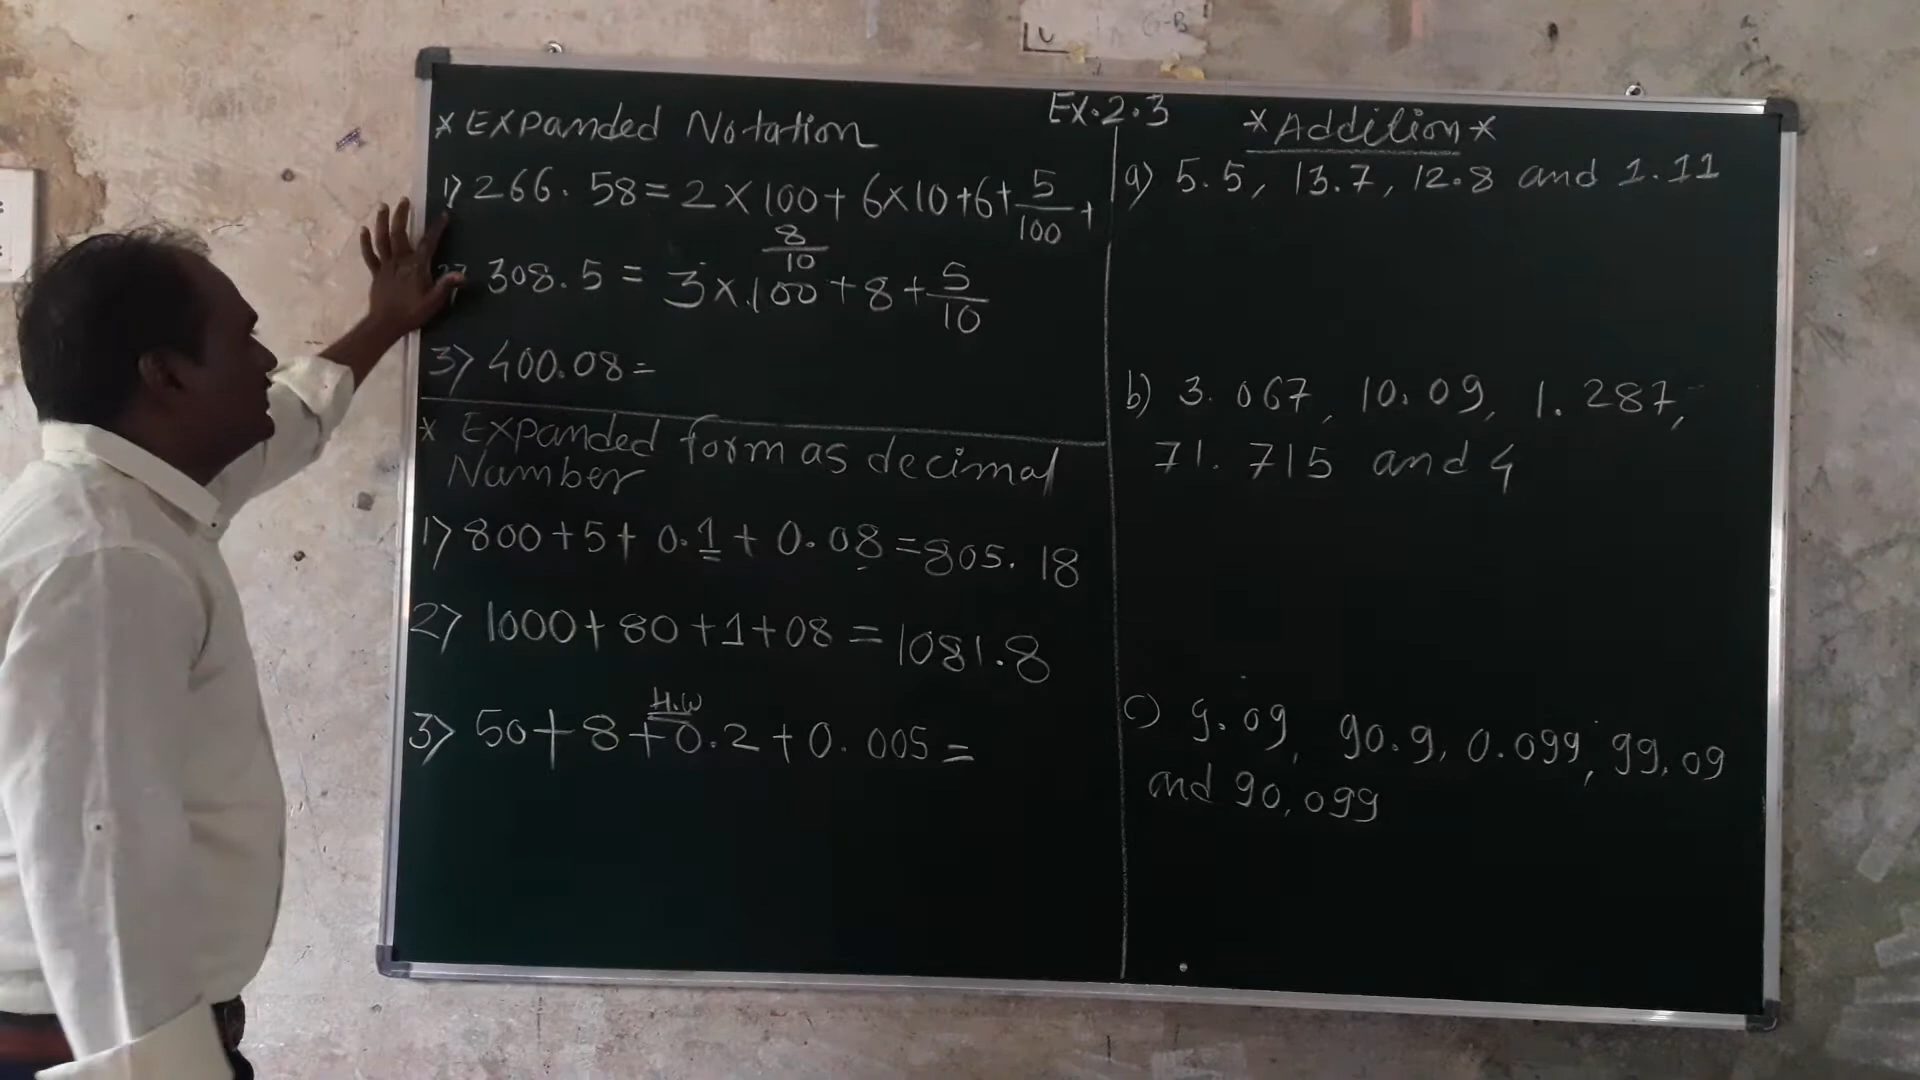 Ex.2.3
* Expanded Notation
1) 266.58 = 2 × 100 + 6×10+6+ 5/100 +
8/10
308.5 = 3×100 + 8 + 5/10
3) 400.08 =
* Expanded form as decimal
Number
1) 800+5+ 0.1 + 0.08 = 805.18
2) 1000+ 80 +1+08 = 1081.8
H.W
3) 50+8+0.2+0.005 =
*Addition*
a) 5.5, 13.7, 12.8 and 1.11
b) 3.067, 10.09, 1.287,
71.715 and 4
c) 9.09, 90.9, 0.099, 99.09
and 90,099